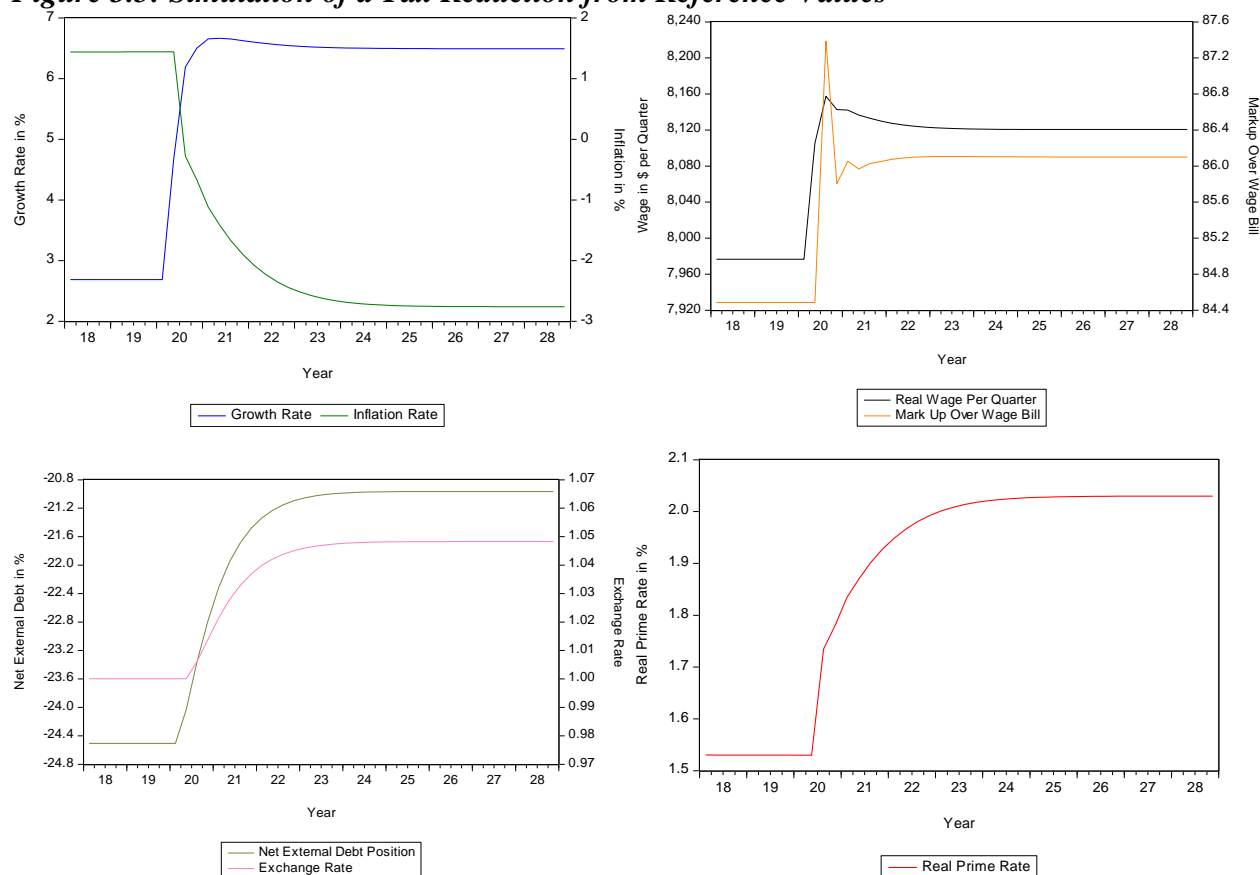 Figure Simulation of a Reduction from Reference Values
7
6
5
4
3
2
Growth Rate in %
2
1
0
-1
-2
-3
Inflation in %
18 19 20 21 22 23 24 25 26 27 28
Year
Growth Rate
Inflation Rate
8,240
8,200
8,160
8,120
8,080
8,040
8,000
7,960
7,920
Wage in $ per Quarter
87.6
87.2
86.8
86.4
86.0
85.6
85.2
84.8
84.4
Markup Over Wage Bill
18 19 20 21 22 23 24 25 26 27 28
Year
Real Wage Per Quarter
Mark Up Over Wage Bill
-20.8
-21.2
-21.6
-22.0
-22.4
-22.8
-23.2
-23.6
-24.0
-24.4
-24.8
Net External Debt in %
1.07
1.06
1.05
1.04
1.03
1.02
1.01
1.00
0.99
0.98
0.97
Exchange Rate
18 19 20 21 22 23 24 25 26 27 28
Year
Net External Debt Position
Exchange Rate
2.1
2.0
1.9
1.8
1.7
1.6
1.5
Real Prime Rate in %
18 19 20 21 22 23 24 25 26 27 28
Year
Real Prime Rate